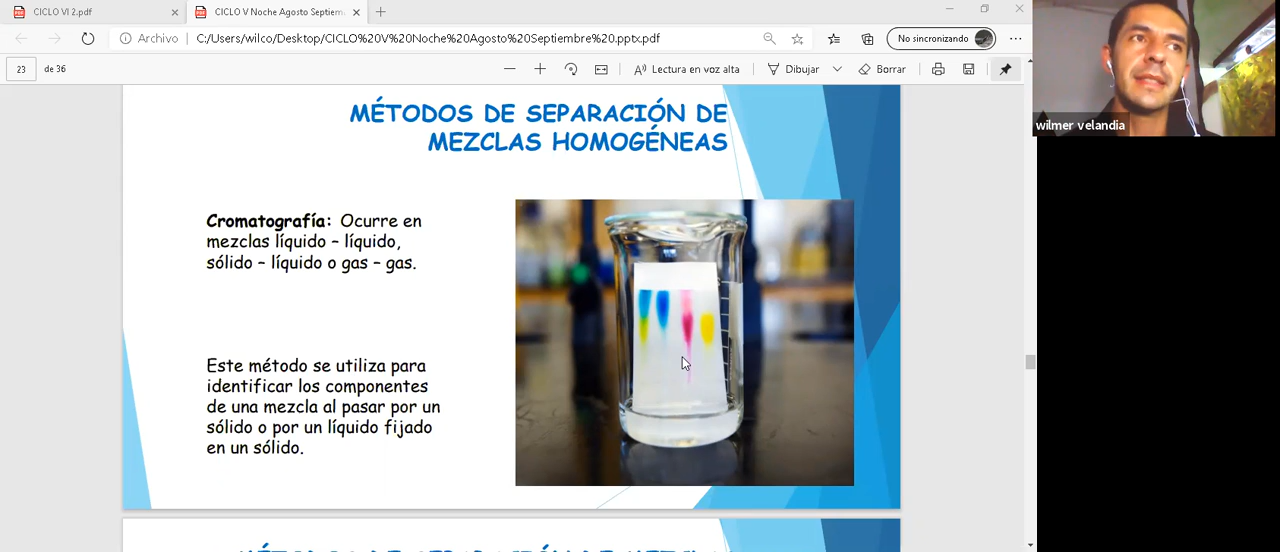 CICLO VI 2.pdf
CICLO V Noche Agosto Septiem
Archivo
C:/Users/wilco/Desktop/CICLO%20V%20Noche%20Agosto%20Septiembre%20.pptx.pdf
No sincronizando
23
de 36
Lectura en voz alta
Dibujar
Borrar
wilmer velandia
MÉTODOS DE SEPARACIÓN DE
MEZCLAS HOMOGÉNEAS
Cromatografía: Ocurre en
mezclas líquido – líquido,
sólido – líquido o gas – gas.
Este método se utiliza para
identificar los componentes
de una mezcla al pasar por un
sólido o por un líquido fijado
en un sólido.